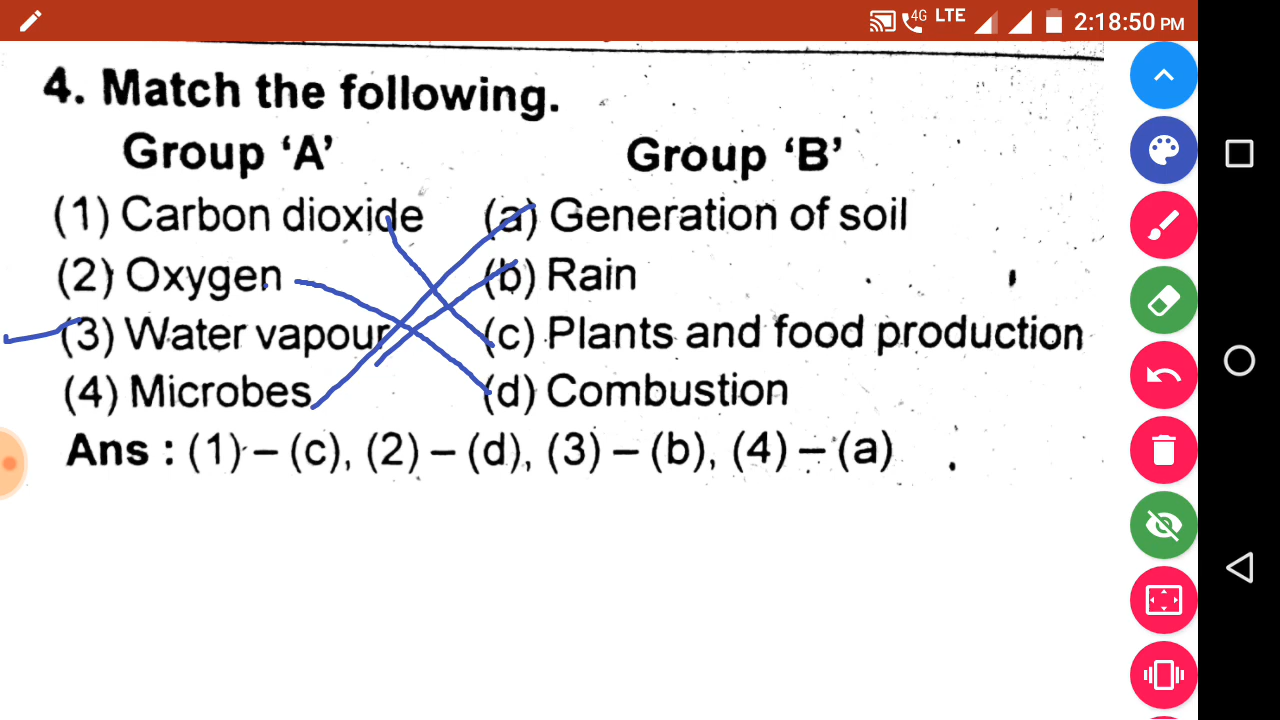 4G LTE 2:18:50 PM
4. Match the following.
Group ‘A’ Group ‘B’
(1) Carbon dioxide (a) Generation of soil
(2) Oxygen (b) Rain
(3) Water vapour (c) Plants and food production
(4) Microbes (d) Combustion
Ans : (1) – (c), (2) – (d), (3) – (b), (4) – (a)